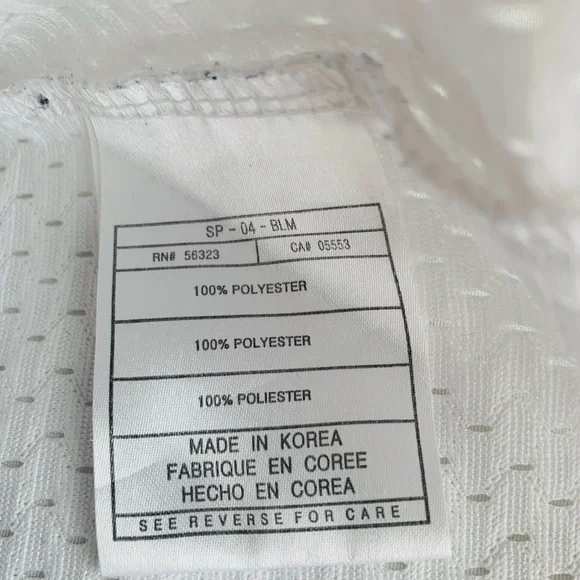 SP - 04 - BLM
RN# 56323 CA# 05553
100% POLYESTER
100% POLYESTER
100% POLIESTER
MADE IN KOREA
FABRIQUE EN COREE
HECHO EN COREA
SEE REVERSE FOR CARE